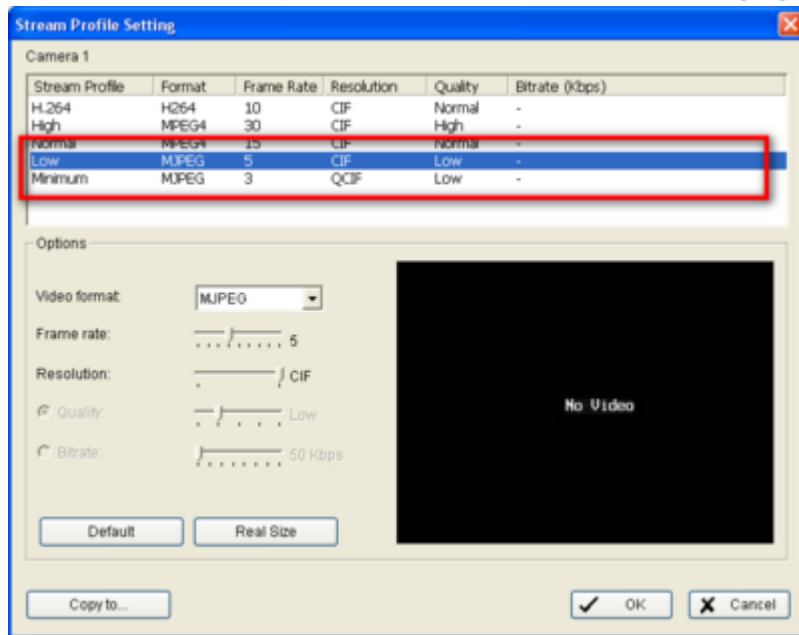 Stream Profile Setting
Camera 1
Stream Profile Format Frame Rate Resolution Quality Bitrate (Kbps)
H.264 H264 10 CIF Normal -
High MPEG4 30 CIF High -
Normal MPEG4 15 CIF Normal -
Low MJPEG 5 CIF Low -
Minimum MJPEG 3 QCIF Low -
Options
Video format: MJPEG
Frame rate: 5
Resolution: CIF
Quality: Low
Bitrate: 50 Kbps
No Video
Default Real Size
Copy to... OK Cancel